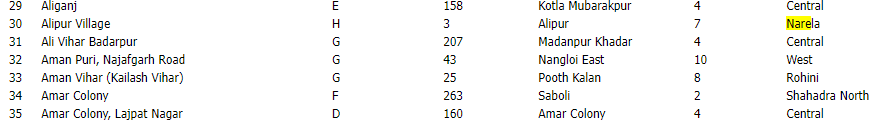 29 Aliganj E 158 Kotla Mubarakpur 4 Central
30 Alipur Village H 3 Alipur 7 Narela
31 Ali Vihar Badarpur G 207 Madanpur Khadar 4 Central
32 Aman Puri, Najafgarh Road G 43 Nangloi East 10 West
33 Aman Vihar (Kailash Vihar) G 25 Pooth Kalan 8 Rohini
34 Amar Colony F 263 Saboli 2 Shahadra North
35 Amar Colony, Lajpat Nagar D 160 Amar Colony 4 Central